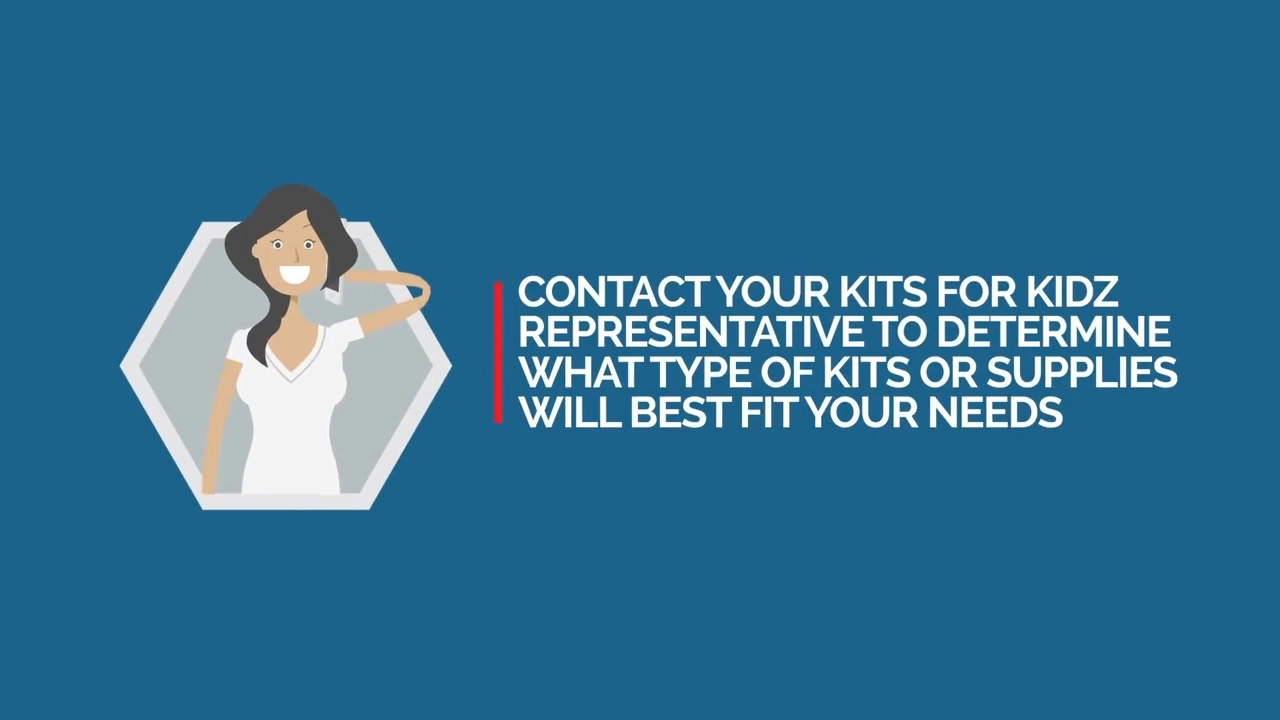 CONTACT YOUR KITS FOR KIDZ
REPRESENTATIVE TO DETERMINE
WHAT TYPE OF KITS OR SUPPLIES
WILL BEST FIT YOUR NEEDS